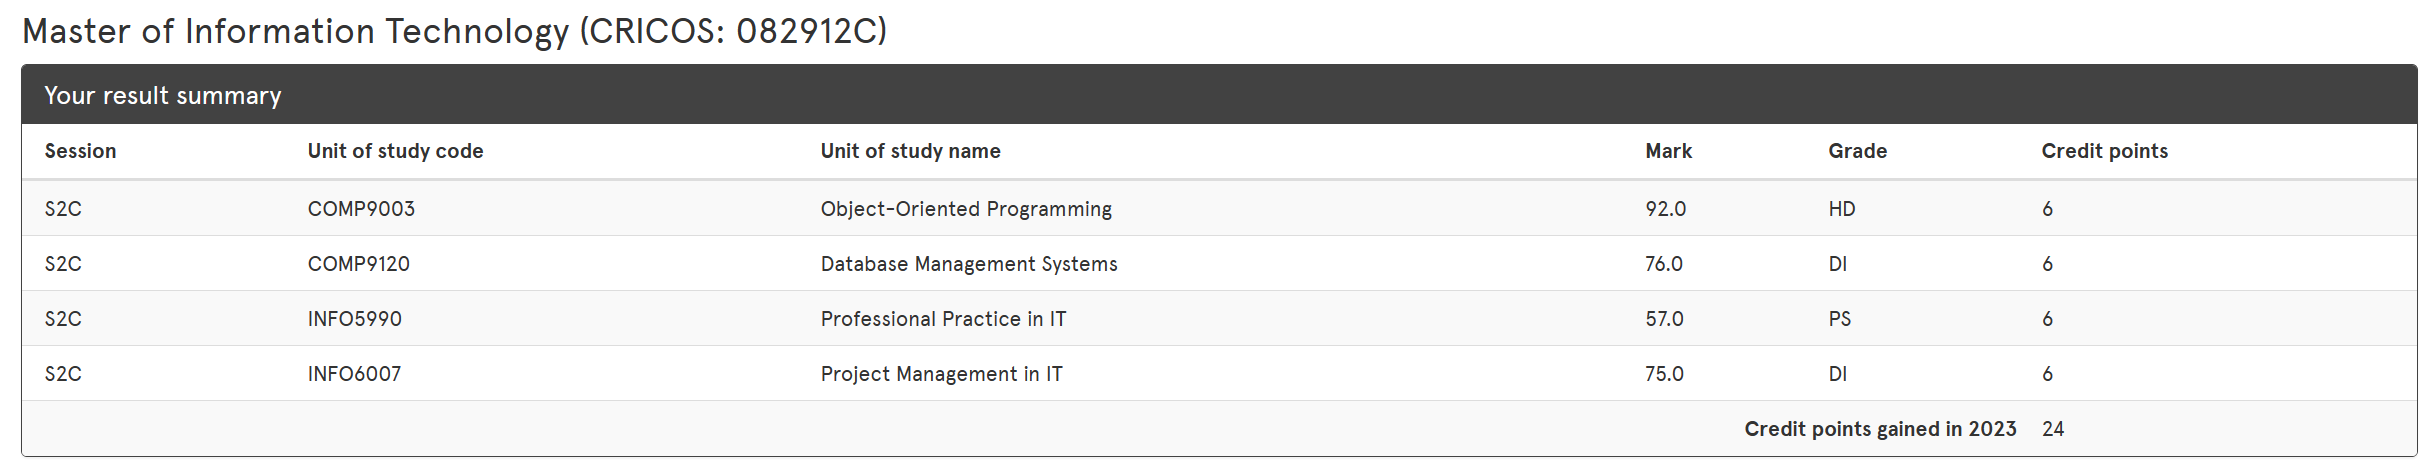 Master of Information Technology (CRICOS: 082912C)
Your result summary
Session Unit of study code Unit of study name Mark Grade Credit points
S2C COMP9003 Object-Oriented Programming 92.0 HD 6
S2C COMP9120 Database Management Systems 76.0 DI 6
S2C INFO5990 Professional Practice in IT 57.0 PS 6
S2C INFO6007 Project Management in IT 75.0 DI 6
Credit points gained in 2023 24